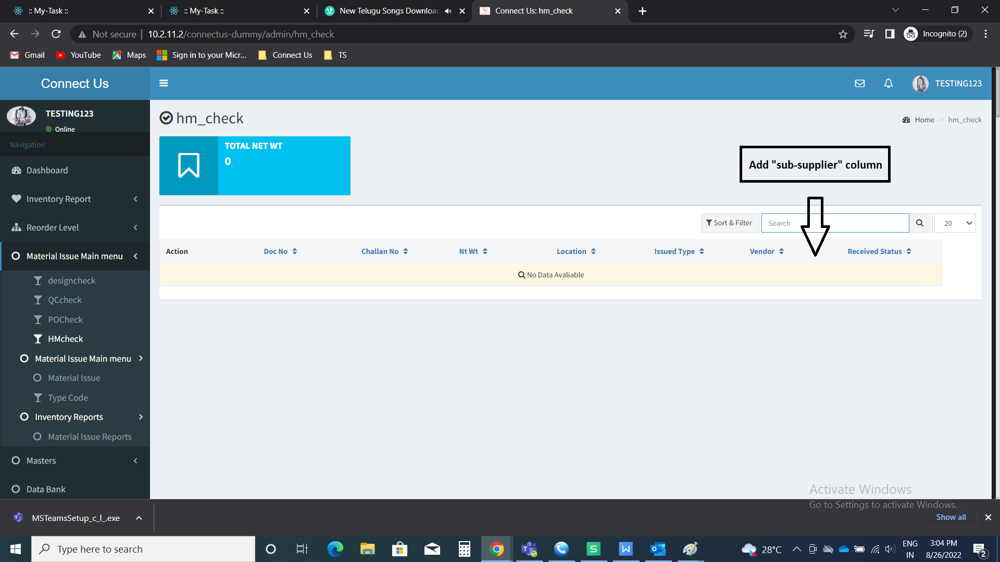 :: My-Task ::
:: My-Task ::
New Telugu Songs Downloa
Connect Us: hm_check
Not secure
10.2.11.2/connectus-dummy/admin/hm_check
Incognito (2)
Gmail
YouTube
Maps
Sign in to your Micr...
Connect Us
TS
Connect Us
TESTING123
TESTING123
Online
hm_check
Home > hm_check
Navigation
TOTAL NET WT
0
Add "sub-supplier" column
Dashboard
Inventory Report
Reorder Level
Material Issue Main menu
designcheck
QCcheck
POCheck
HMcheck
Material Issue Main menu
Material Issue
Type Code
Inventory Reports
Material Issue Reports
Masters
Data Bank
Sort & Filter
Search
20
Action
Doc No
Challan No
Nt Wt
Location
Issued Type
Vendor
Received Status
No Data Avaliable
Activate Windows
Go to Settings to activate Windows.
MSTeamsSetup_c_l_.exe
Show all
Type here to search
28°C
ENG
IN
3:04 PM
8/26/2022
2